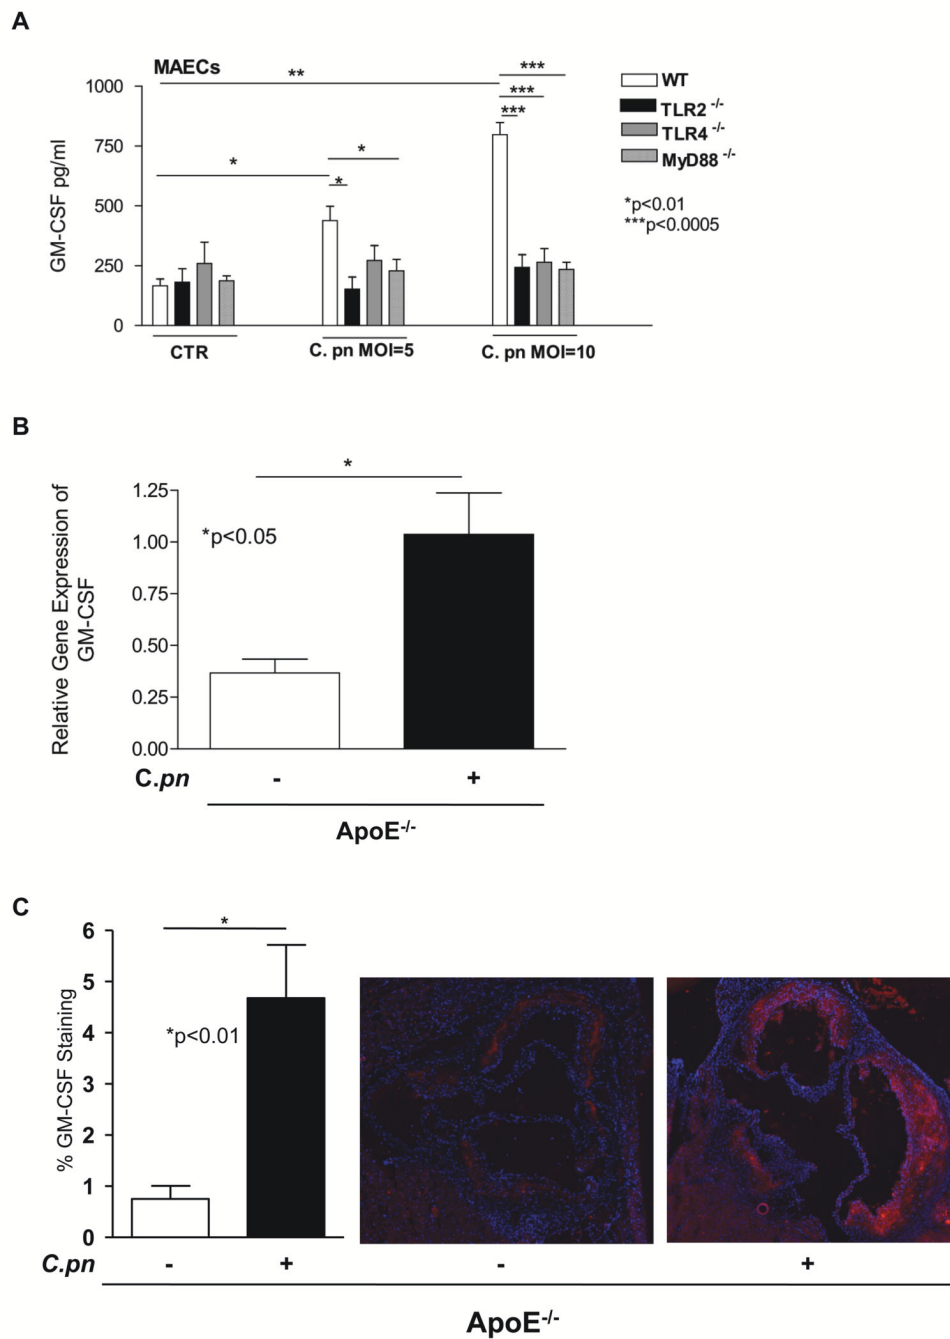 A
MAECs
**
***
***
***
*
*
*
GM-CSF pg/ml
1000
750
500
250
0
WT
TLR2 -/-
TLR4 -/-
MyD88 -/-
*p<0.01
***p<0.0005
CTR
C. pn MOI=5
C. pn MOI=10
B
*
*p<0.05
Relative Gene Expression of
GM-CSF
1.25
1.00
0.75
0.50
0.25
0.00
C.pn
-
+
ApoE-/-
C
*
*p<0.01
% GM-CSF Staining
6
5
4
3
2
1
0
C.pn
-
+
-
+
ApoE-/-